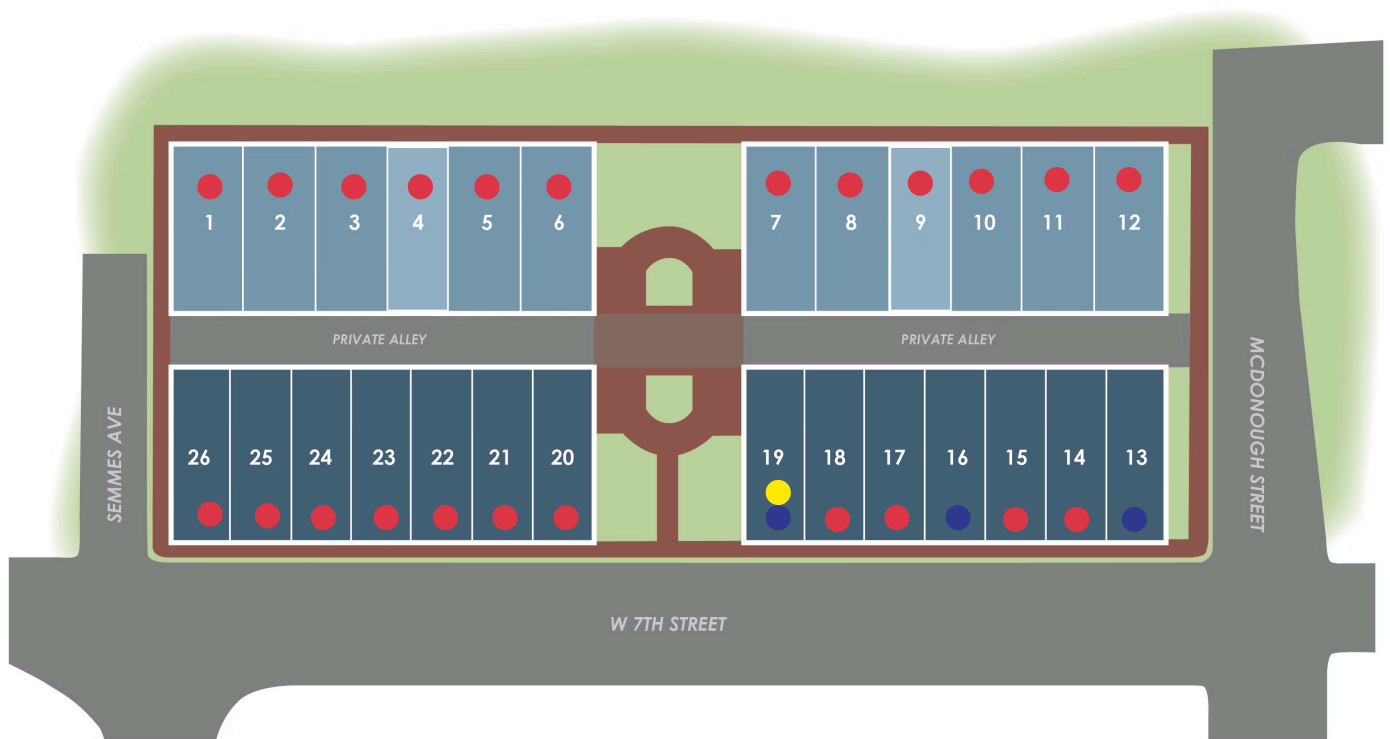 1 2 3 4 5 6 7 8 9 10 11 12
PRIVATE ALLEY PRIVATE ALLEY
26 25 24 23 22 21 20 19 18 17 16 15 14 13
SEMMES AVE
MCDONOUGH STREET
W 7TH STREET